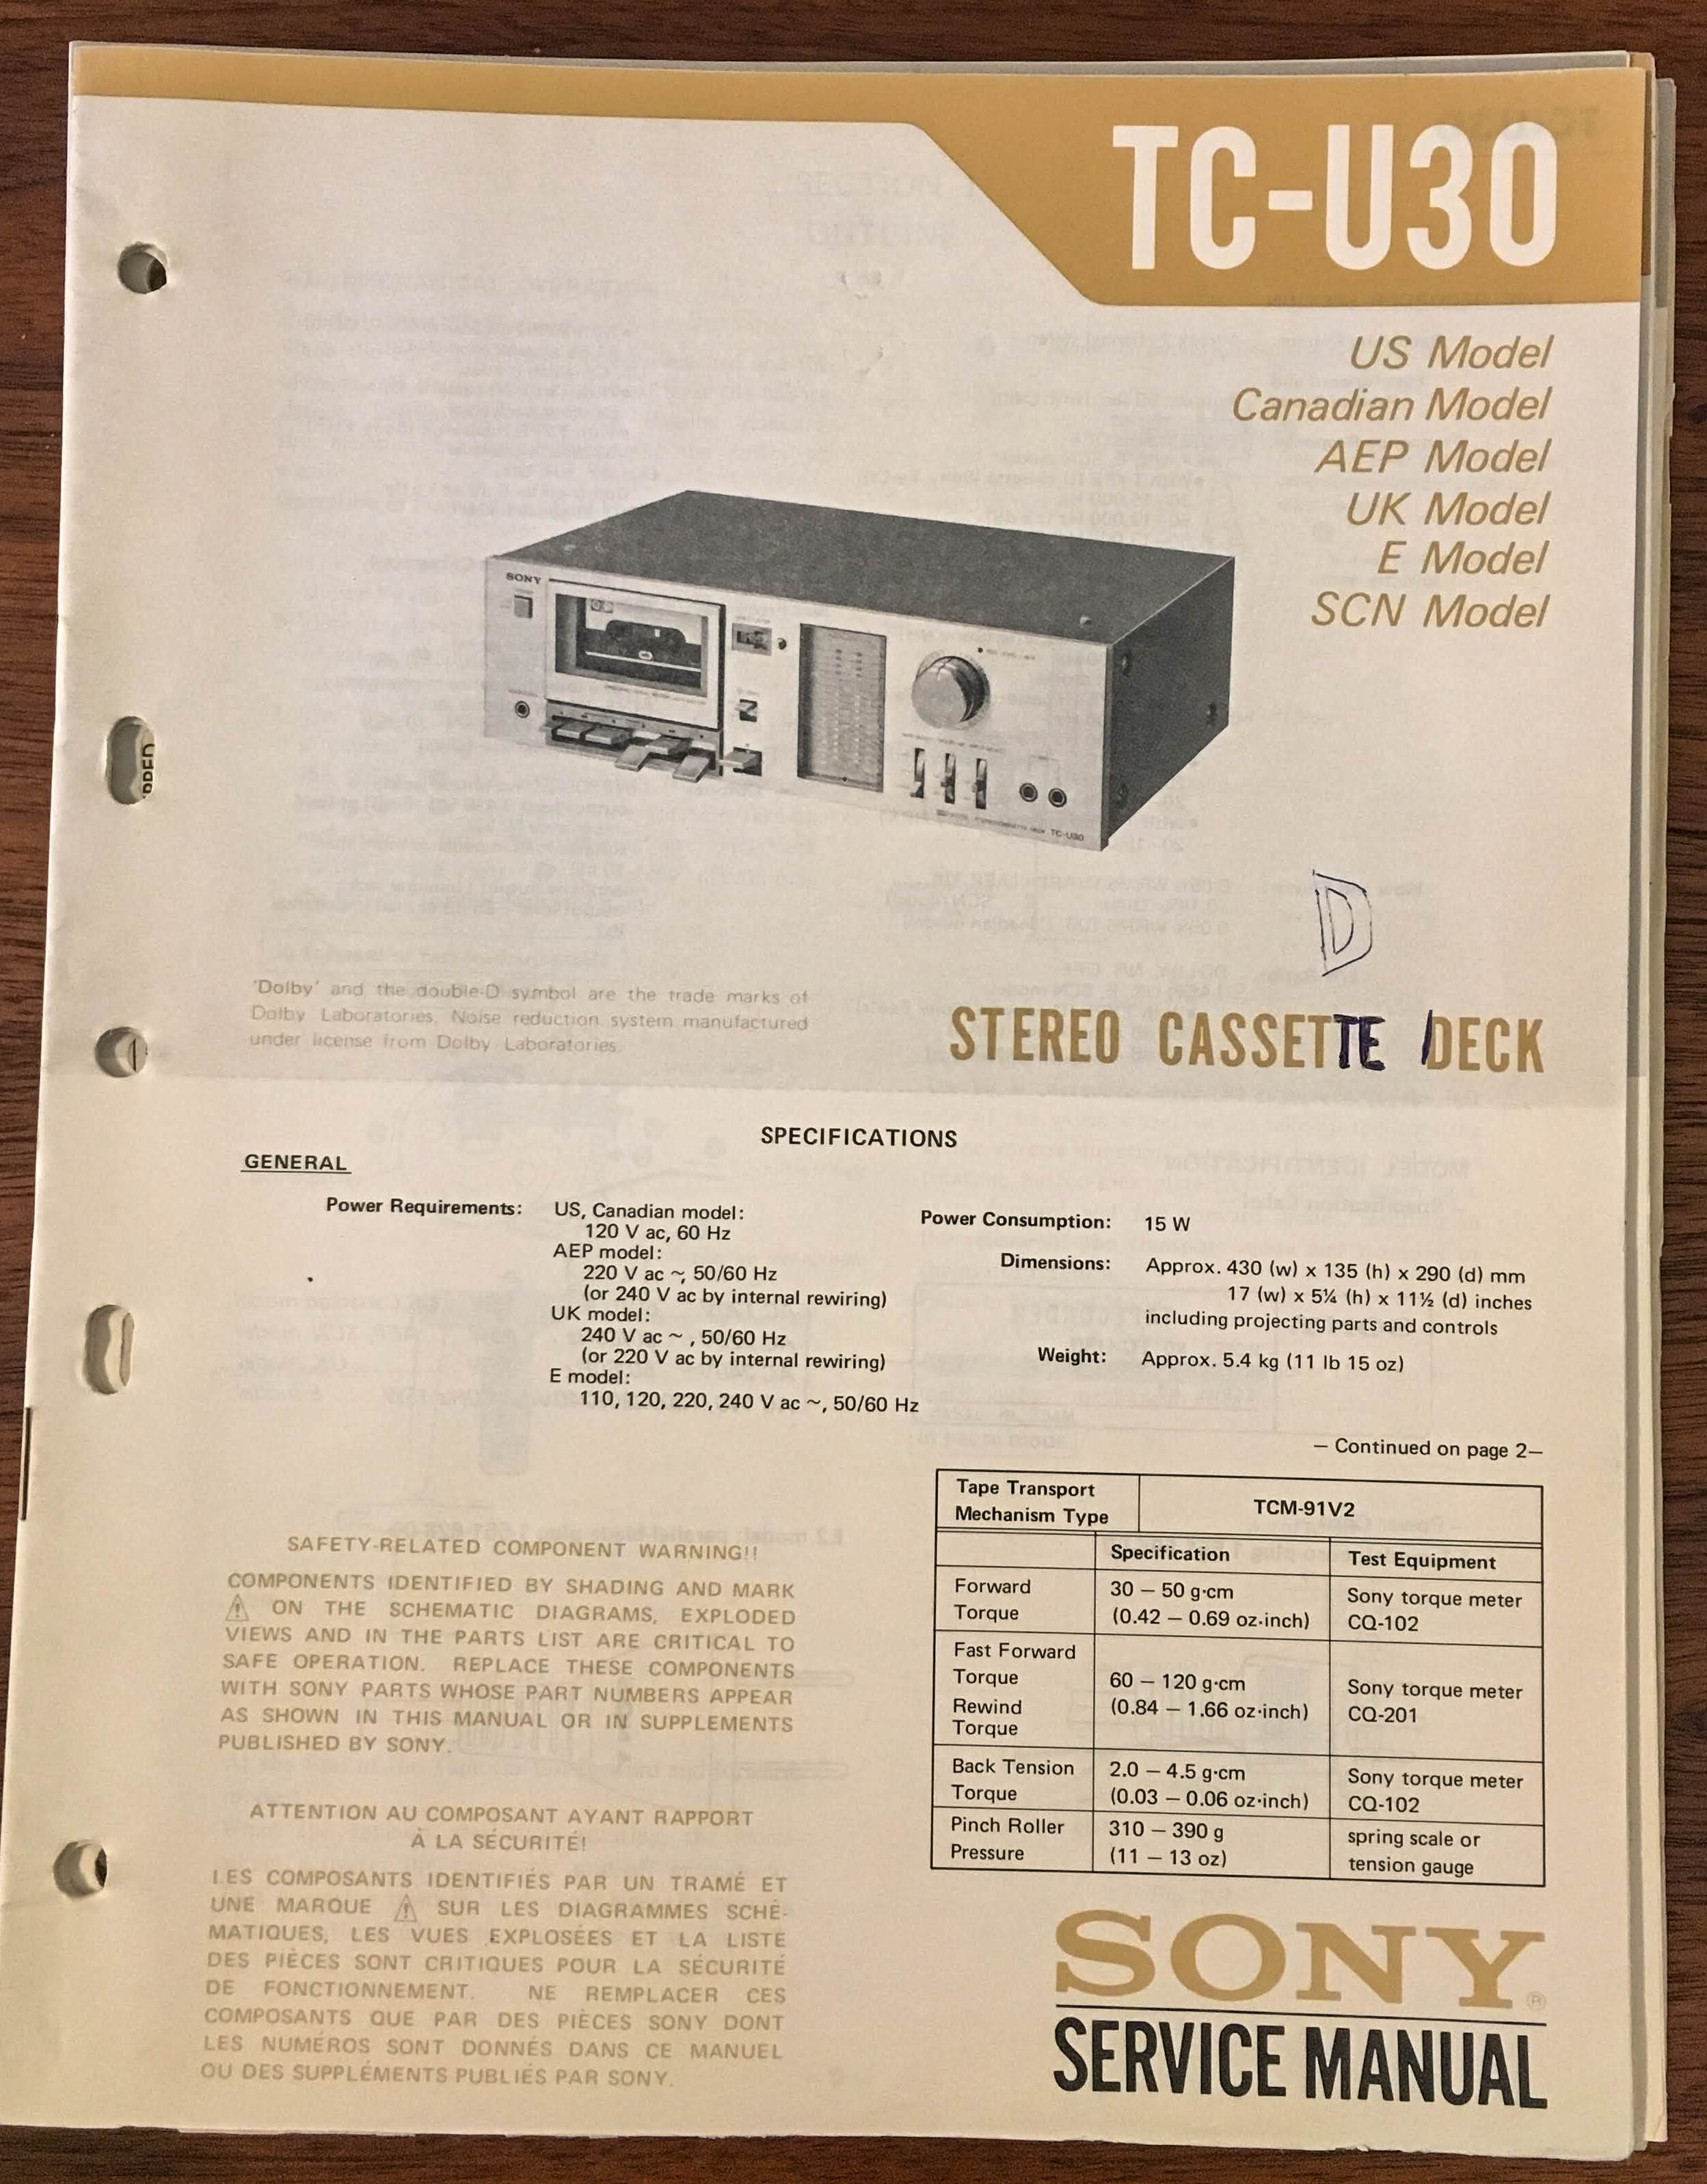 TC-U30
US Model
Canadian Model
AEP Model
UK Model
E Model
SCN Model
SONY
TC-U30
D
'Dolby' and the double-D symbol are the trade marks of
Dolby Laboratories. Noise reduction system manufactured
under license from Dolby Laboratories.
STEREO CASSETTE DECK
SPECIFICATIONS
GENERAL
Power Requirements:
US, Canadian model:
120 V ac, 60 Hz
AEP model:
220 V ac ~, 50/60 Hz
(or 240 V ac by internal rewiring)
UK model:
240 V ac ~ , 50/60 Hz
(or 220 V ac by internal rewiring)
E model:
110, 120, 220, 240 V ac ~, 50/60 Hz
Power Consumption: 15 W
Dimensions: Approx. 430 (w) x 135 (h) x 290 (d) mm
17 (w) x 5¼ (h) x 11½ (d) inches
including projecting parts and controls
Weight: Approx. 5.4 kg (11 lb 15 oz)
— Continued on page 2—
SAFETY-RELATED COMPONENT WARNING!!
COMPONENTS IDENTIFIED BY SHADING AND MARK
⚠ ON THE SCHEMATIC DIAGRAMS, EXPLODED
VIEWS AND IN THE PARTS LIST ARE CRITICAL TO
SAFE OPERATION. REPLACE THESE COMPONENTS
WITH SONY PARTS WHOSE PART NUMBERS APPEAR
AS SHOWN IN THIS MANUAL OR IN SUPPLEMENTS
PUBLISHED BY SONY.
ATTENTION AU COMPOSANT AYANT RAPPORT
À LA SÉCURITÉ!
LES COMPOSANTS IDENTIFIÉS PAR UN TRAMÉ ET
UNE MARQUE ⚠ SUR LES DIAGRAMMES SCHÉ-
MATIQUES, LES VUES EXPLOSÉES ET LA LISTE
DES PIÈCES SONT CRITIQUES POUR LA SÉCURITÉ
DE FONCTIONNEMENT. NE REMPLACER CES
COMPOSANTS QUE PAR DES PIÈCES SONY DONT
LES NUMÉROS SONT DONNÉS DANS CE MANUEL
OU DES SUPPLÉMENTS PUBLIÉS PAR SONY.
Tape Transport
Mechanism Type
TCM-91V2
Specification
Test Equipment
Forward
Torque
30 — 50 g·cm
(0.42 — 0.69 oz·inch)
Sony torque meter
CQ-102
Fast Forward
Torque
Rewind
Torque
60 — 120 g·cm
(0.84 — 1.66 oz·inch)
Sony torque meter
CQ-201
Back Tension
Torque
2.0 — 4.5 g·cm
(0.03 — 0.06 oz·inch)
Sony torque meter
CQ-102
Pinch Roller
Pressure
310 — 390 g
(11 — 13 oz)
spring scale or
tension gauge
SONY®
SERVICE MANUAL